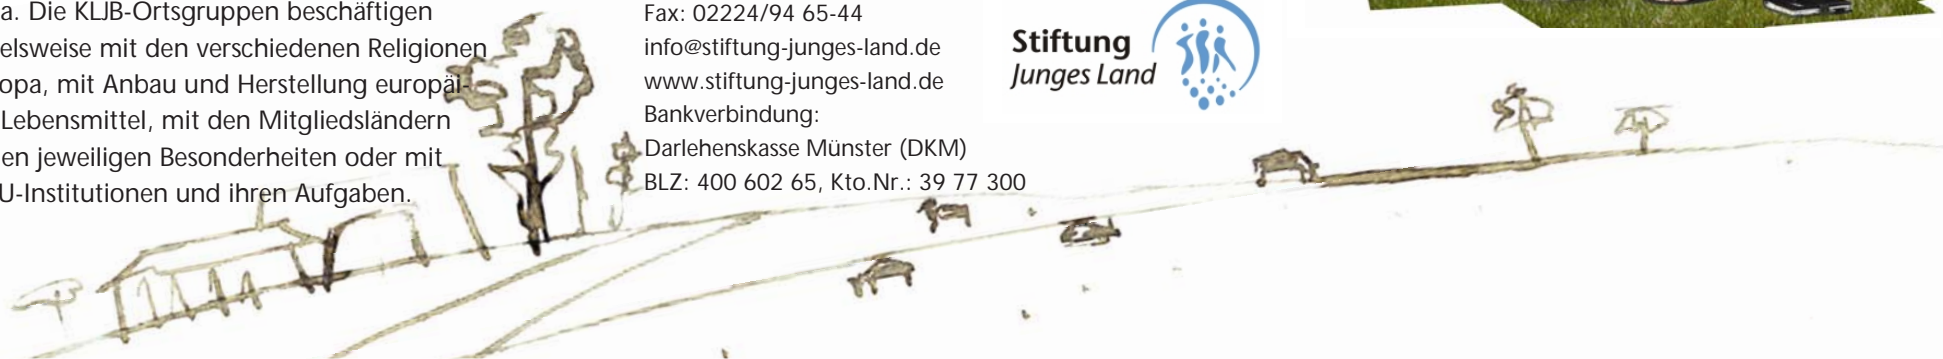 a. Die KLJB-Ortsgruppen beschäftigen
elsweise mit den verschiedenen Religionen
opa, mit Anbau und Herstellung europäi-
Lebensmittel, mit den Mitgliedsländern
en jeweiligen Besonderheiten oder mit
U-Institutionen und ihren Aufgaben.
Fax: 02224/94 65-44
info@stiftung-junges-land.de
www.stiftung-junges-land.de
Bankverbindung:
Darlehenskasse Münster (DKM)
BLZ: 400 602 65, Kto.Nr.: 39 77 300
Stiftung
Junges Land